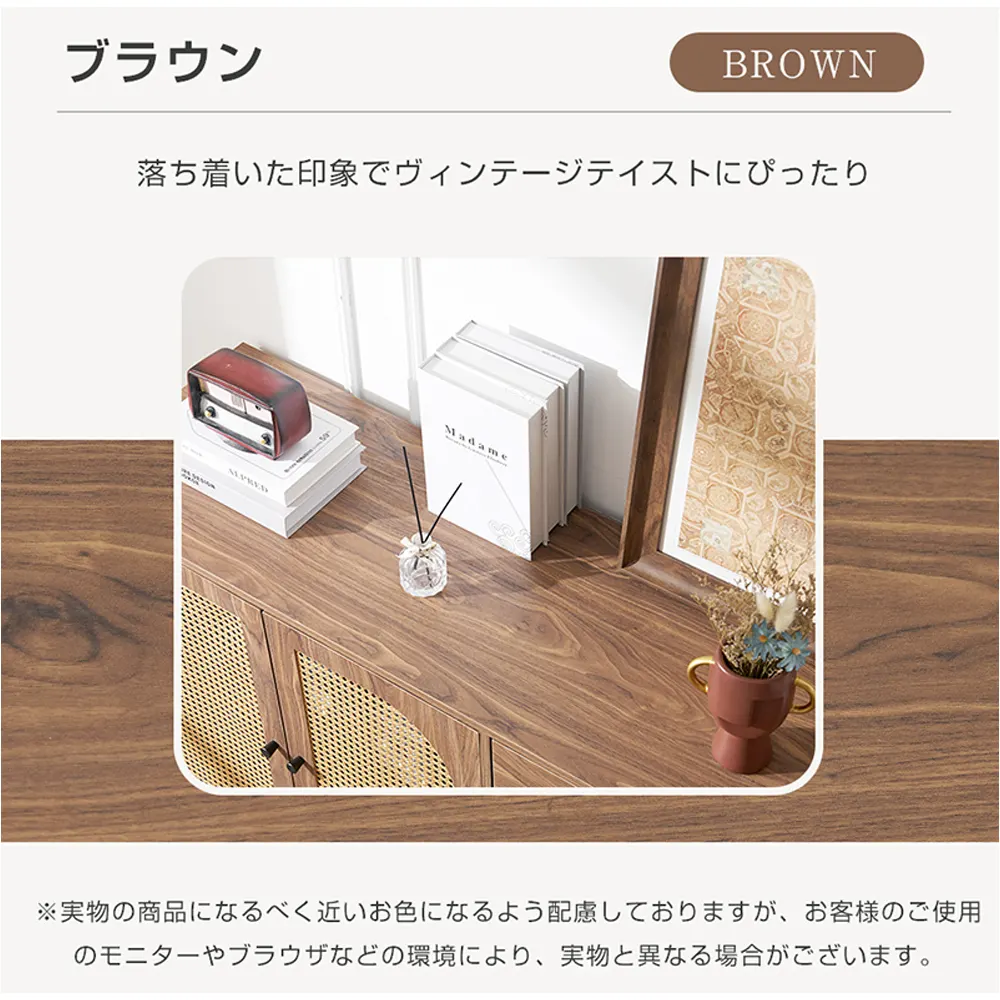 ブラウン
BROWN
落ち着いた印象でヴィンテージテイストにぴったり
Madame
ALFRED
※実物の商品になるべく近いお色になるよう配慮しておりますが、お客様のご使用
のモニターやブラウザなどの環境により、実物と異なる場合がございます。